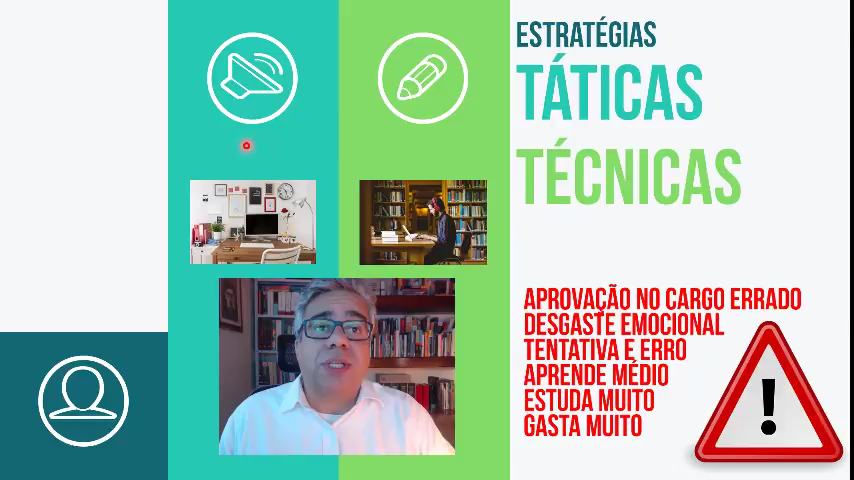 ESTRATÉGIAS
TÁTICAS
TÉCNICAS
APROVAÇÃO NO CARGO ERRADO
DESGASTE EMOCIONAL
TENTATIVA E ERRO
APRENDE MÉDIO
ESTUDA MUITO
GASTA MUITO
!